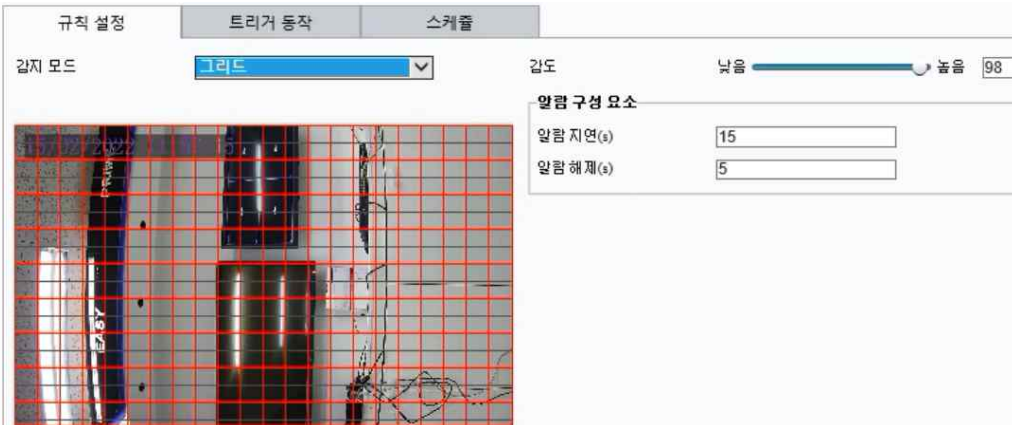 규칙 설정
트리거 동작
스케쥴
감지 모드
그리드
감도
낮음
높음
98
알람 구성 요소
알람 지연(s)
15
알람 해제(s)
5
EASY